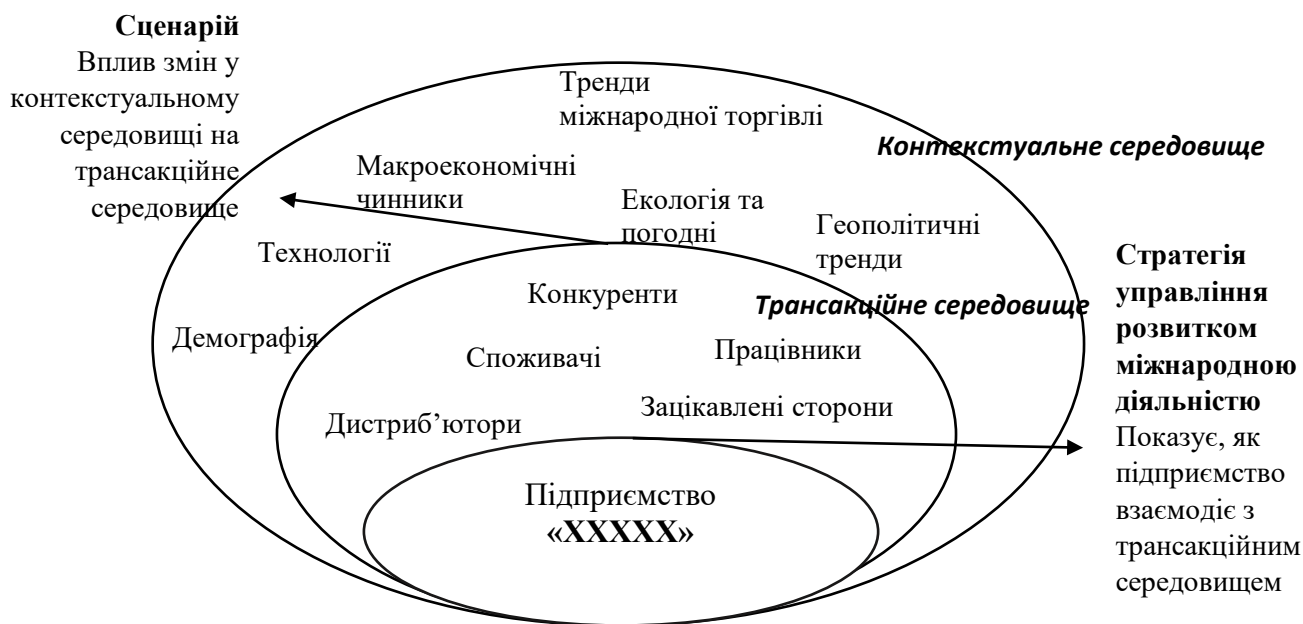 Сценарій
Вплив змін у
контекстуальному
середовищі на
трансакційне
середовище
Тренди
міжнародної торгівлі
Контекстуальне середовище
Макроекономічні
чинники
Екологія та
погодні
Геополітичні
тренди
Технології
Демографія
Трансакційне середовище
Конкуренти
Споживачі
Працівники
Дистриб’ютори
Зацікавлені сторони
Підприємство
«XXXXX»
Стратегія
управління
розвитком
міжнародною
діяльністю
Показує, як
підприємство
взаємодіє з
трансакційним
середовищем